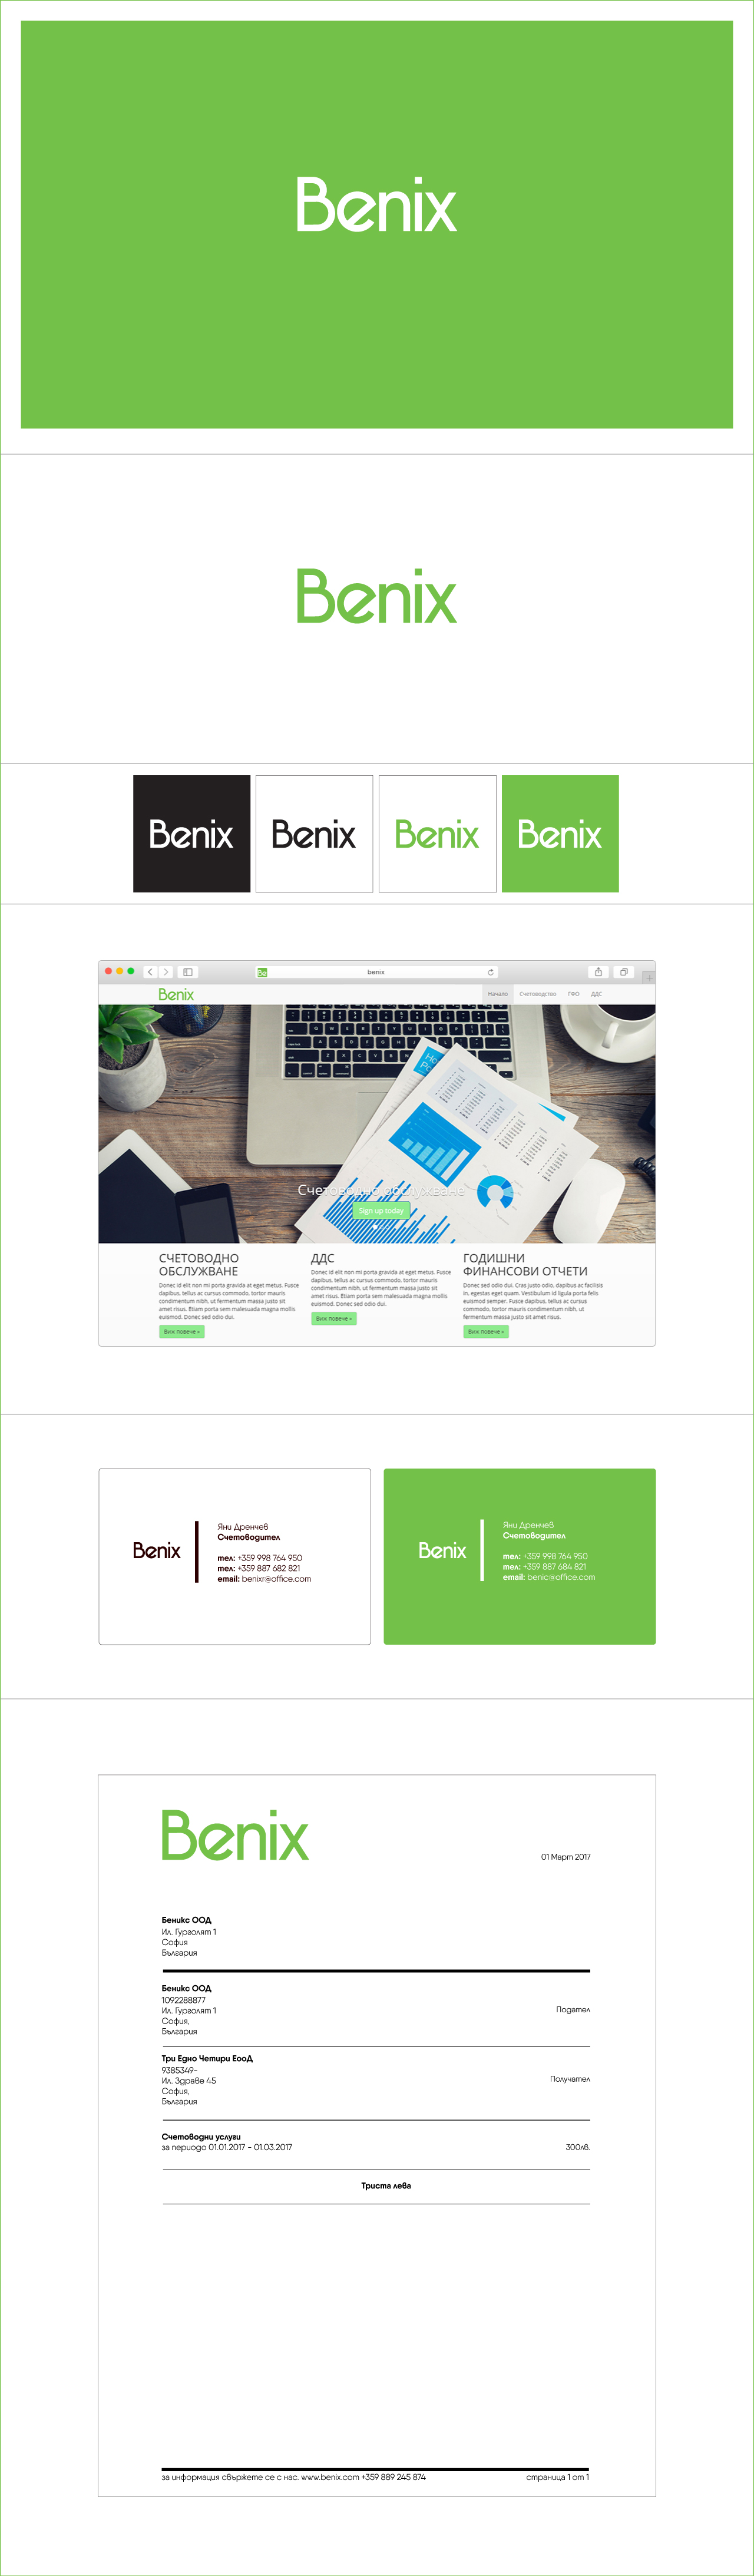 Benix
Benix
Benix
Benix
Benix
Benix
Be
benix
Benix
Начало Счетоводство ГФО ДДС
Счетоводно обслужване
Sign up today
СЧЕТОВОДНО
ОБСЛУЖВАНЕ
Donec id elit non mi porta gravida at eget metus. Fusce
dapibus, tellus ac cursus commodo, tortor mauris
condimentum nibh, ut fermentum massa justo sit
amet risus. Etiam porta sem malesuada magna mollis
euismod. Donec sed odio dui.
Виж повече »
ДДС
Donec id elit non mi porta gravida at eget metus. Fusce
dapibus, tellus ac cursus commodo, tortor mauris
condimentum nibh, ut fermentum massa justo sit
amet risus. Etiam porta sem malesuada magna mollis
euismod. Donec sed odio dui.
Виж повече »
ГОДИШНИ
ФИНАНСОВИ ОТЧЕТИ
Donec sed odio dui. Cras justo odio, dapibus ac facilisis
in, egestas eget quam. Vestibulum id ligula porta felis
euismod semper. Fusce dapibus, tellus ac cursus
commodo, tortor mauris condimentum nibh, ut
fermentum massa justo sit amet risus.
Виж повече »
Benix
Яни Дренчев
Счетоводител
тел: +359 998 764 950
тел: +359 887 682 821
email: benixr@office.com
Benix
Яни Дренчев
Счетоводител
тел: +359 998 764 950
тел: +359 887 684 821
email: benic@office.com
Benix
01 Март 2017
Беникс ООД
Ил. Гурголят 1
София
България
Беникс ООД
1092288877
Ил. Гурголят 1
София,
България
Подател
Три Едно Четири ЕооД
9385349-
Ил. Здраве 45
София,
България
Получател
Счетоводни услуги
за периодо 01.01.2017 - 01.03.2017
300лв.
Триста лева
за информация свържете се с нас. www.benix.com +359 889 245 874
страница 1 от 1